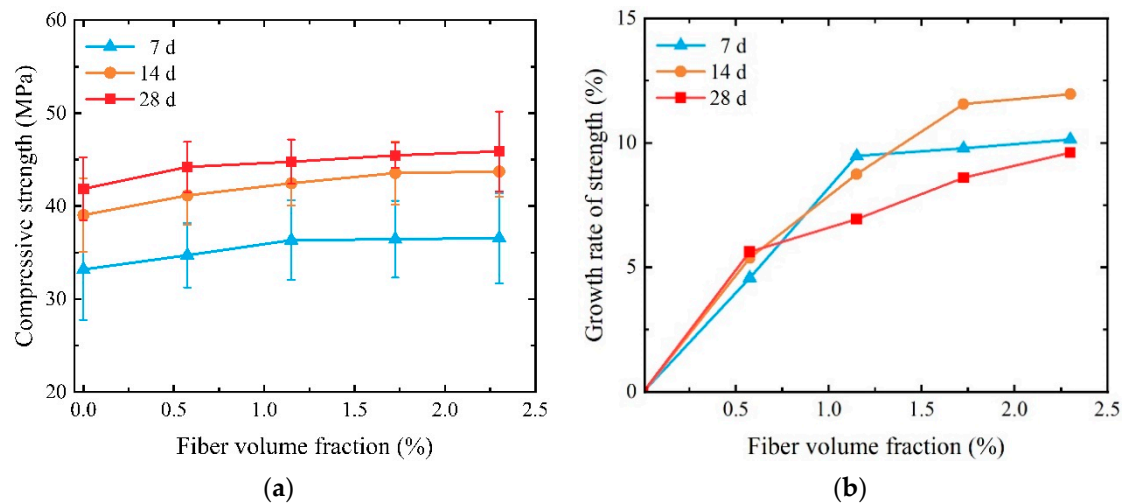 60
50
40
30
20
Compressive strength (MPa)
7 d
14 d
28 d
0.0 0.5 1.0 1.5 2.0 2.5
Fiber volume fraction (%)
(a)
15
10
5
0
Growth rate of strength (%)
7 d
14 d
28 d
0.5 1.0 1.5 2.0 2.5
Fiber volume fraction (%)
(b)